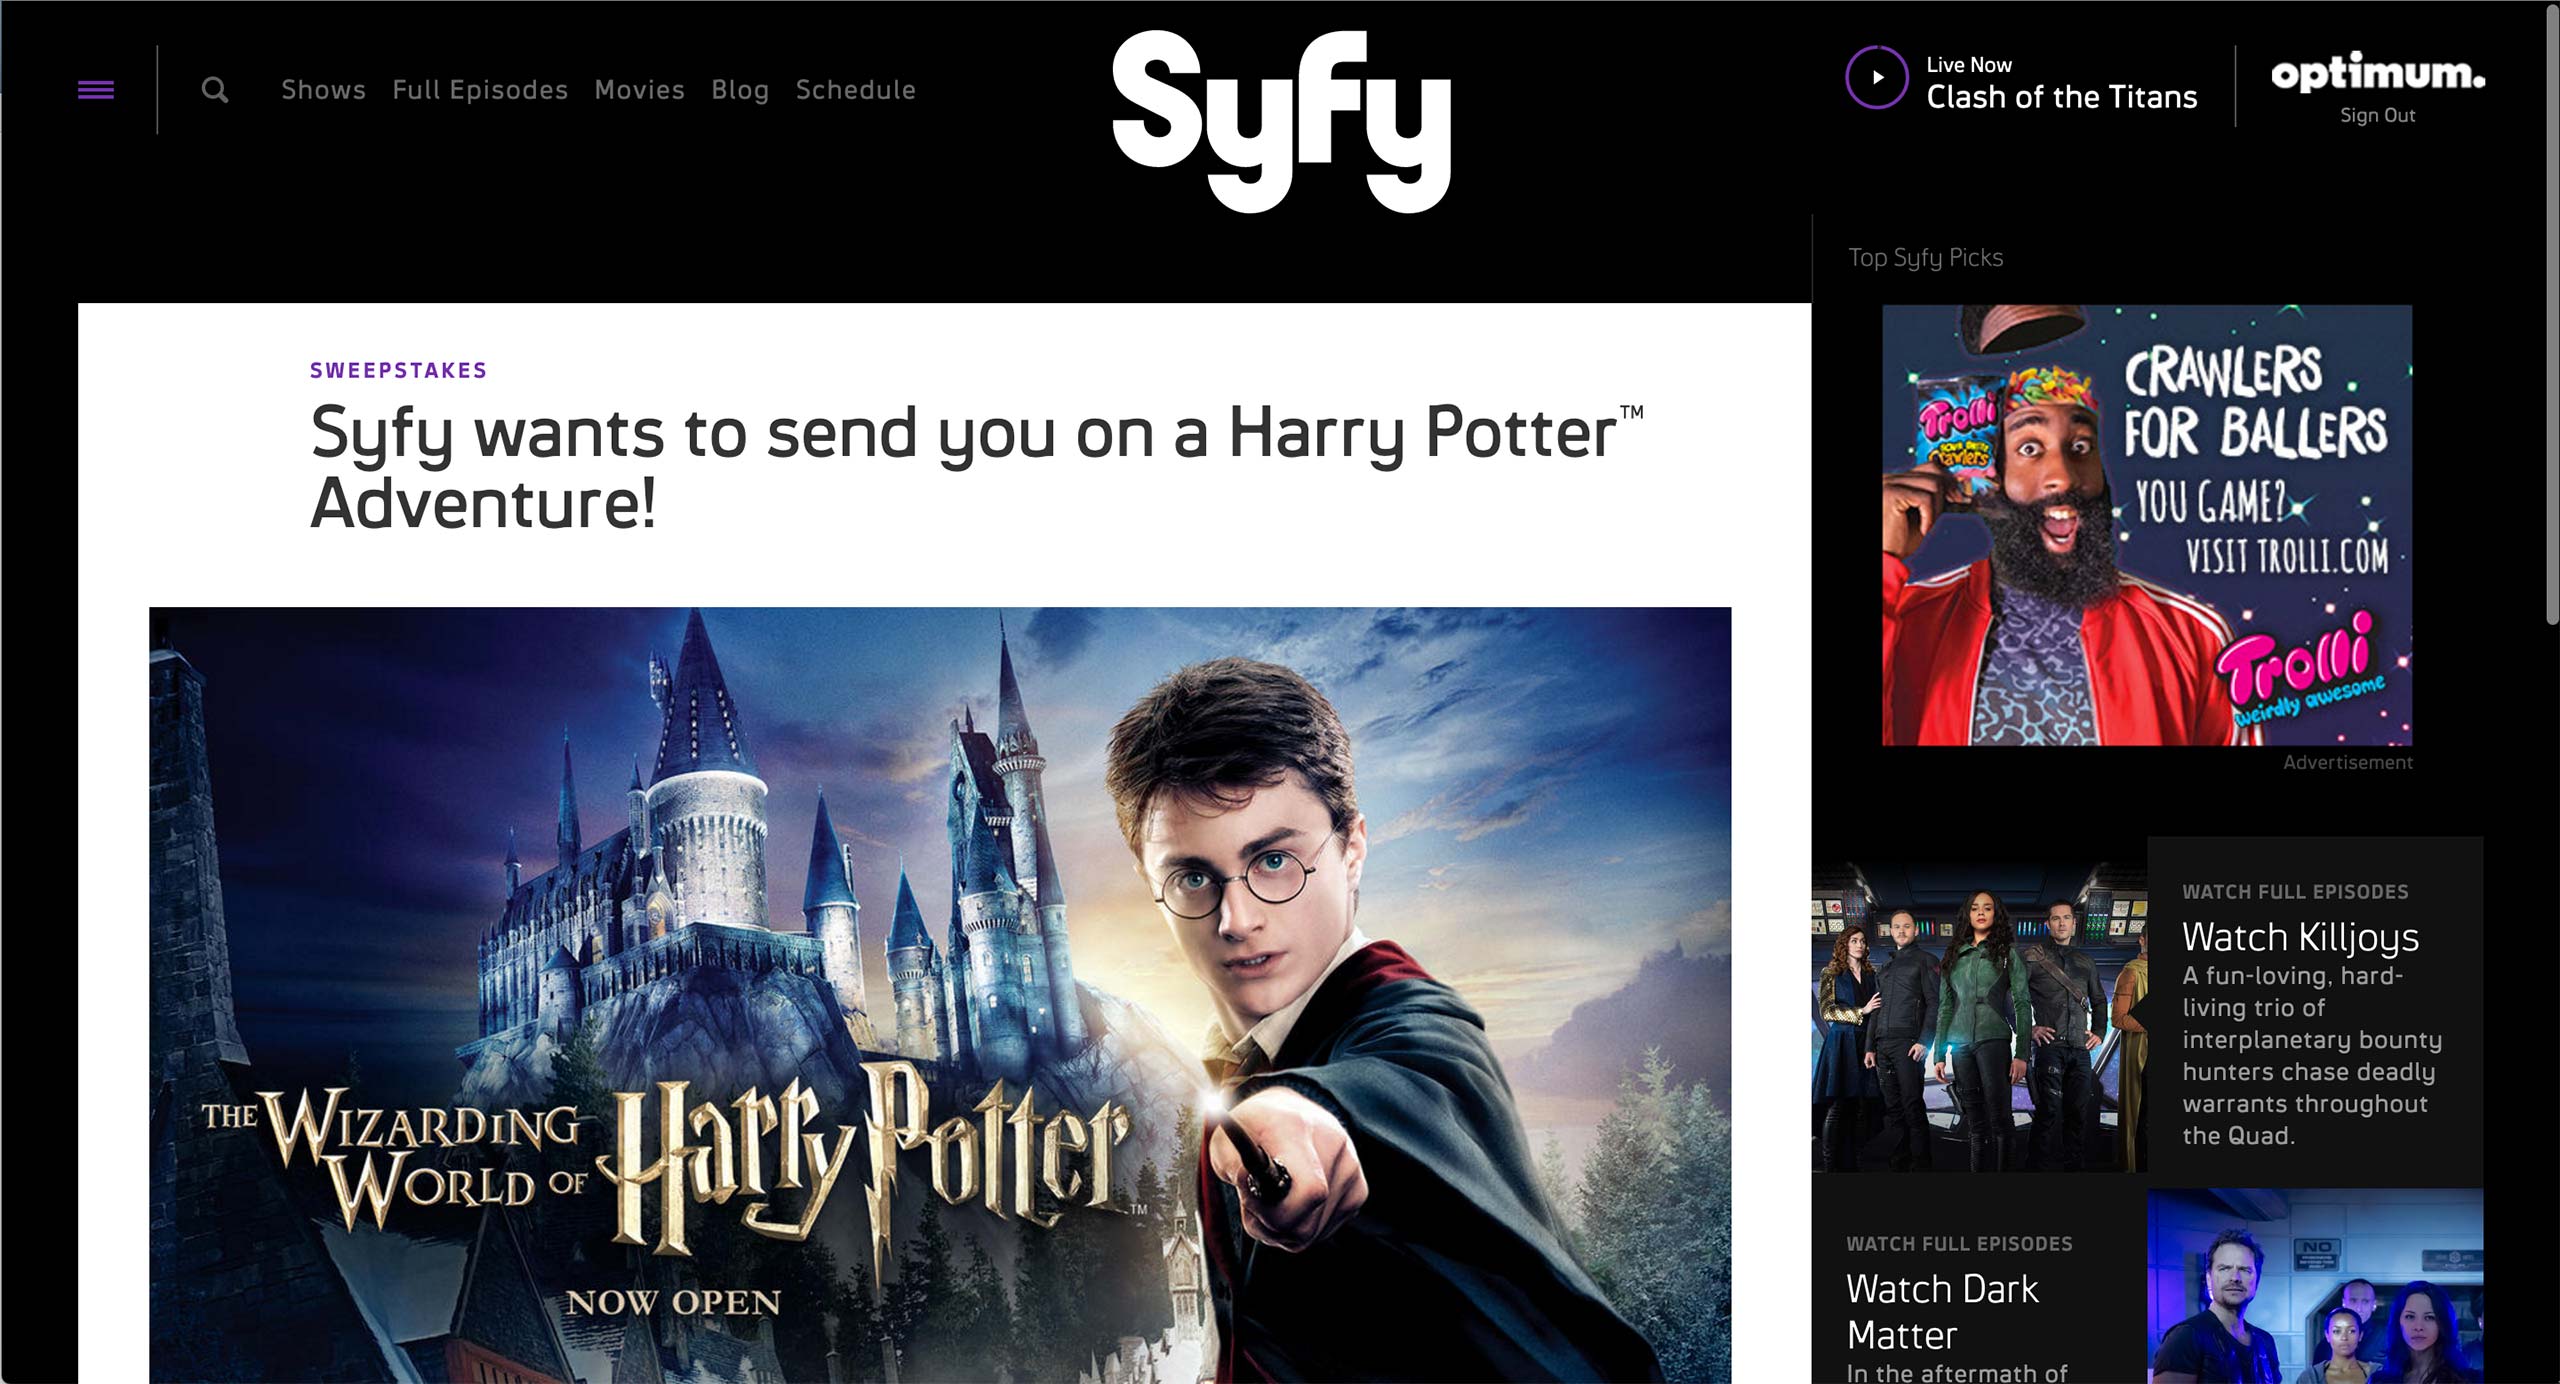 Shows Full Episodes Movies Blog Schedule
Syfy
Live Now
Clash of the Titans
optimum.
Sign Out
SWEEPSTAKES
Syfy wants to send you on a Harry Potter™
Adventure!
THE WIZARDING
WORLD OF
Harry Potter™
NOW OPEN
Top Syfy Picks
CRAWLERS
FOR BALLERS
YOU GAME?
VISIT TROLLI.COM
Trolli
Crawlers
Trolli
weirdly awesome
Advertisement
WATCH FULL EPISODES
Watch Killjoys
A fun-loving, hard-
living trio of
interplanetary bounty
hunters chase deadly
warrants throughout
the Quad.
WATCH FULL EPISODES
Watch Dark
Matter
In the aftermath of
NO